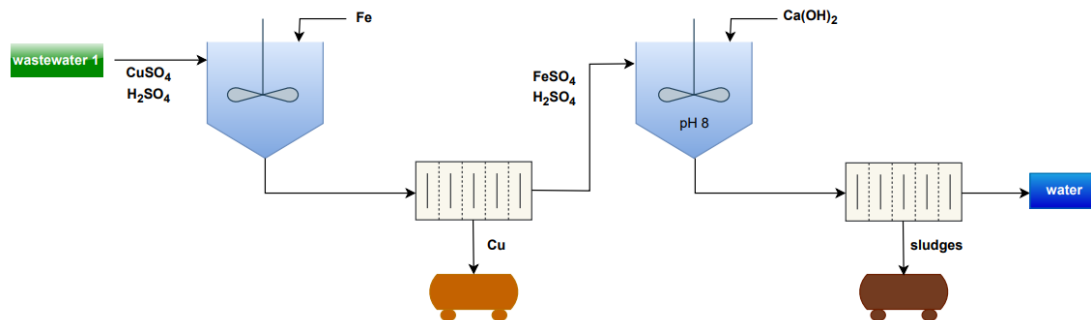 Fe
Ca(OH)₂
wastewater 1
CuSO₄
H₂SO₄
FeSO₄
H₂SO₄
pH 8
water
Cu
sludges